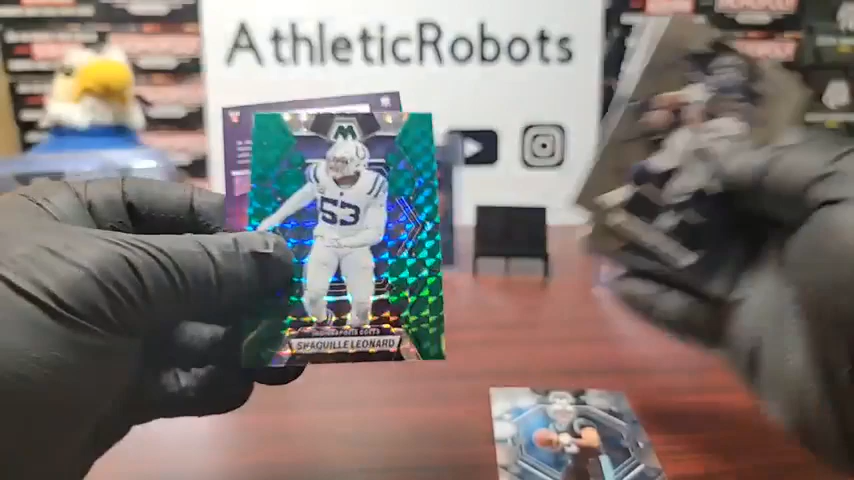 AthleticRobots
M
53
INDIANAPOLIS COLTS
SHAQUILLE LEONARD